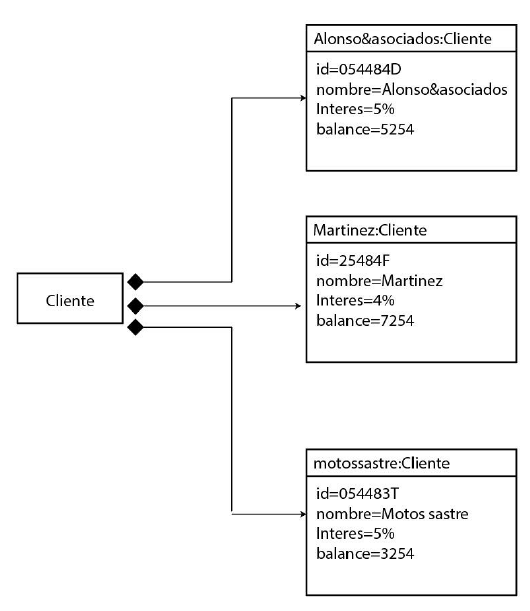 Alonso&asociados:Cliente
id=054484D
nombre=Alonso&asociados
Interes=5%
balance=5254
Martinez:Cliente
id=25484F
nombre=Martinez
Interes=4%
balance=7254
Cliente
motossastre:Cliente
id=054483T
nombre=Motos sastre
Interes=5%
balance=3254